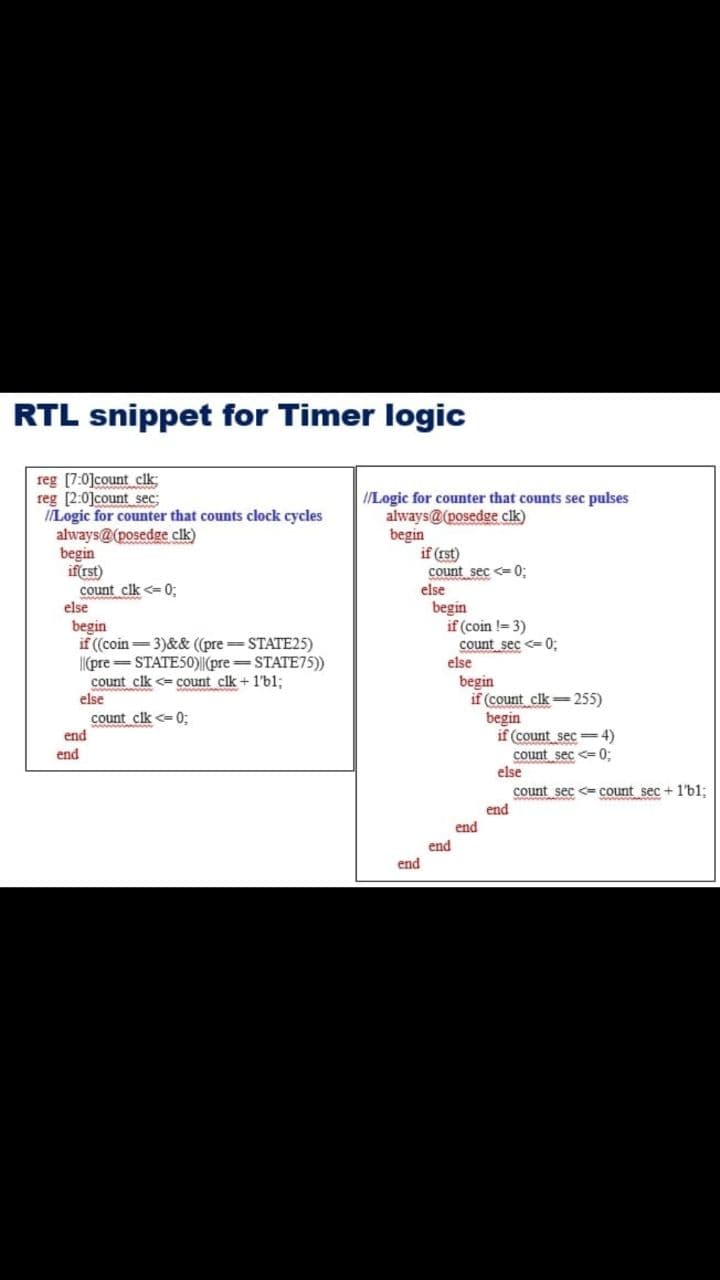 RTL snippet for Timer logic
reg [7:0]count_clk;
reg [2:0]count_sec;
//Logic for counter that counts clock cycles
always@(posedge clk)
begin
if(rst)
count_clk <= 0;
else
begin
if ((coin == 3)&& ((pre == STATE25)
||(pre == STATE50)||(pre == STATE75))
count_clk <= count_clk + 1'b1;
else
count_clk <= 0;
end
end
//Logic for counter that counts sec pulses
always@(posedge clk)
begin
if (rst)
count_sec <= 0;
else
begin
if (coin != 3)
count_sec <= 0;
else
begin
if (count_clk == 255)
begin
if (count_sec == 4)
count_sec <= 0;
else
count_sec <= count_sec + 1'b1;
end
end
end
end